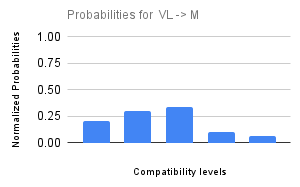 Probabilities for VL -> M
1.00
0.75
0.50
0.25
0.00
Normalized Probabilities
Compatibility levels